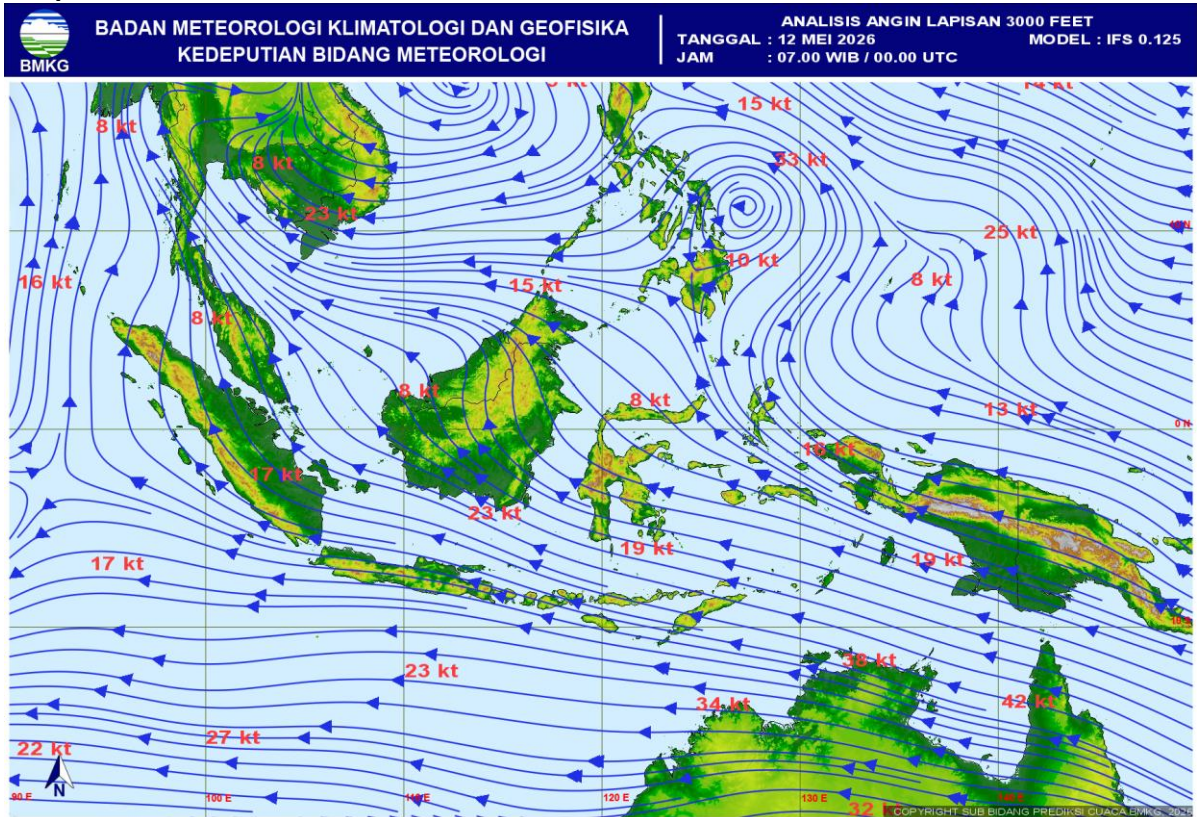 BMKG
BADAN METEOROLOGI KLIMATOLOGI DAN GEOFISIKA
KEDEPUTIAN BIDANG METEOROLOGI
ANALISIS ANGIN LAPISAN 3000 FEET
TANGGAL : 12 MEI 2026 MODEL : IFS 0.125
JAM : 07.00 WIB / 00.00 UTC
15 kt
8 kt
8 kt
33 kt
23 kt
25 kt
10 kt
16 kt
15 kt
8 kt
8 kt
8 kt
8 kt
13 kt
0 N
17 kt
23 kt
19 kt
17 kt
19 kt
23 kt
38 kt
34 kt
42 kt
27 kt
22 kt
N
90 E
100 E
120 E
130 E
32
COPYRIGHT SUB BIDANG PREDIKSI CUACA BMKG, 2026